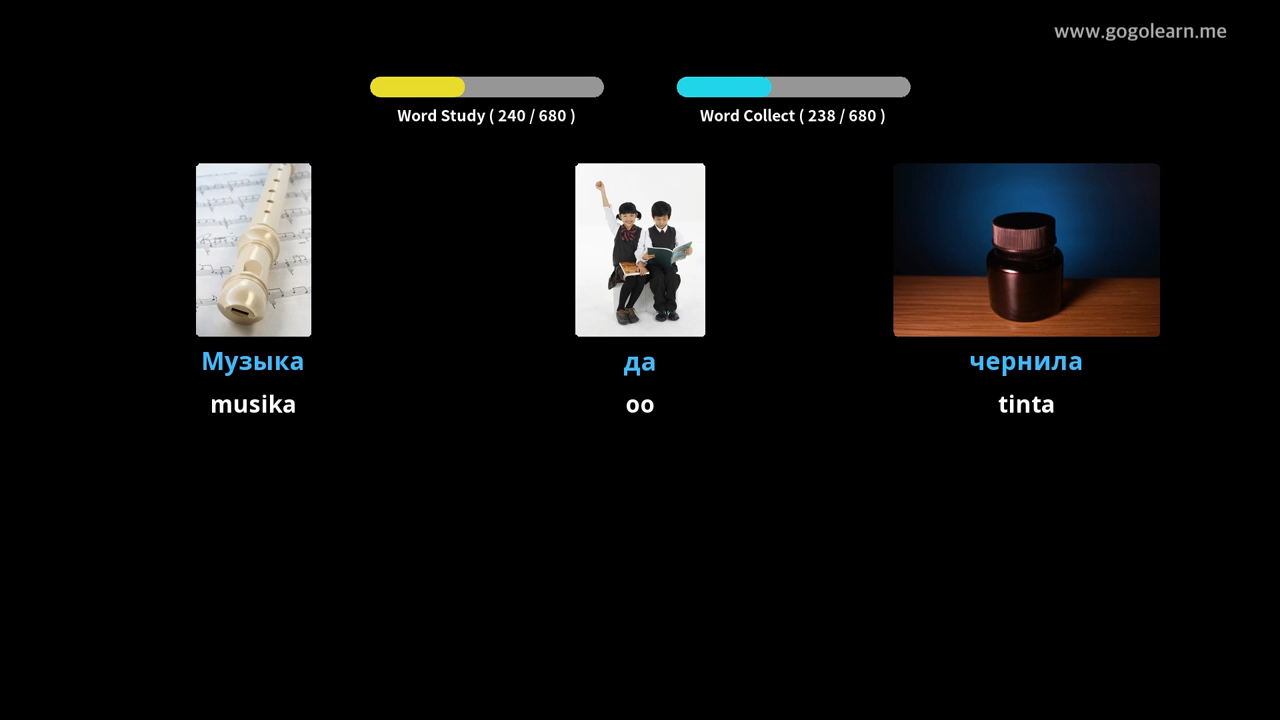 www.gogolearn.me
Word Study ( 240 / 680 )
Word Collect ( 238 / 680 )
Музыка
musika
да
oo
чернила
tinta